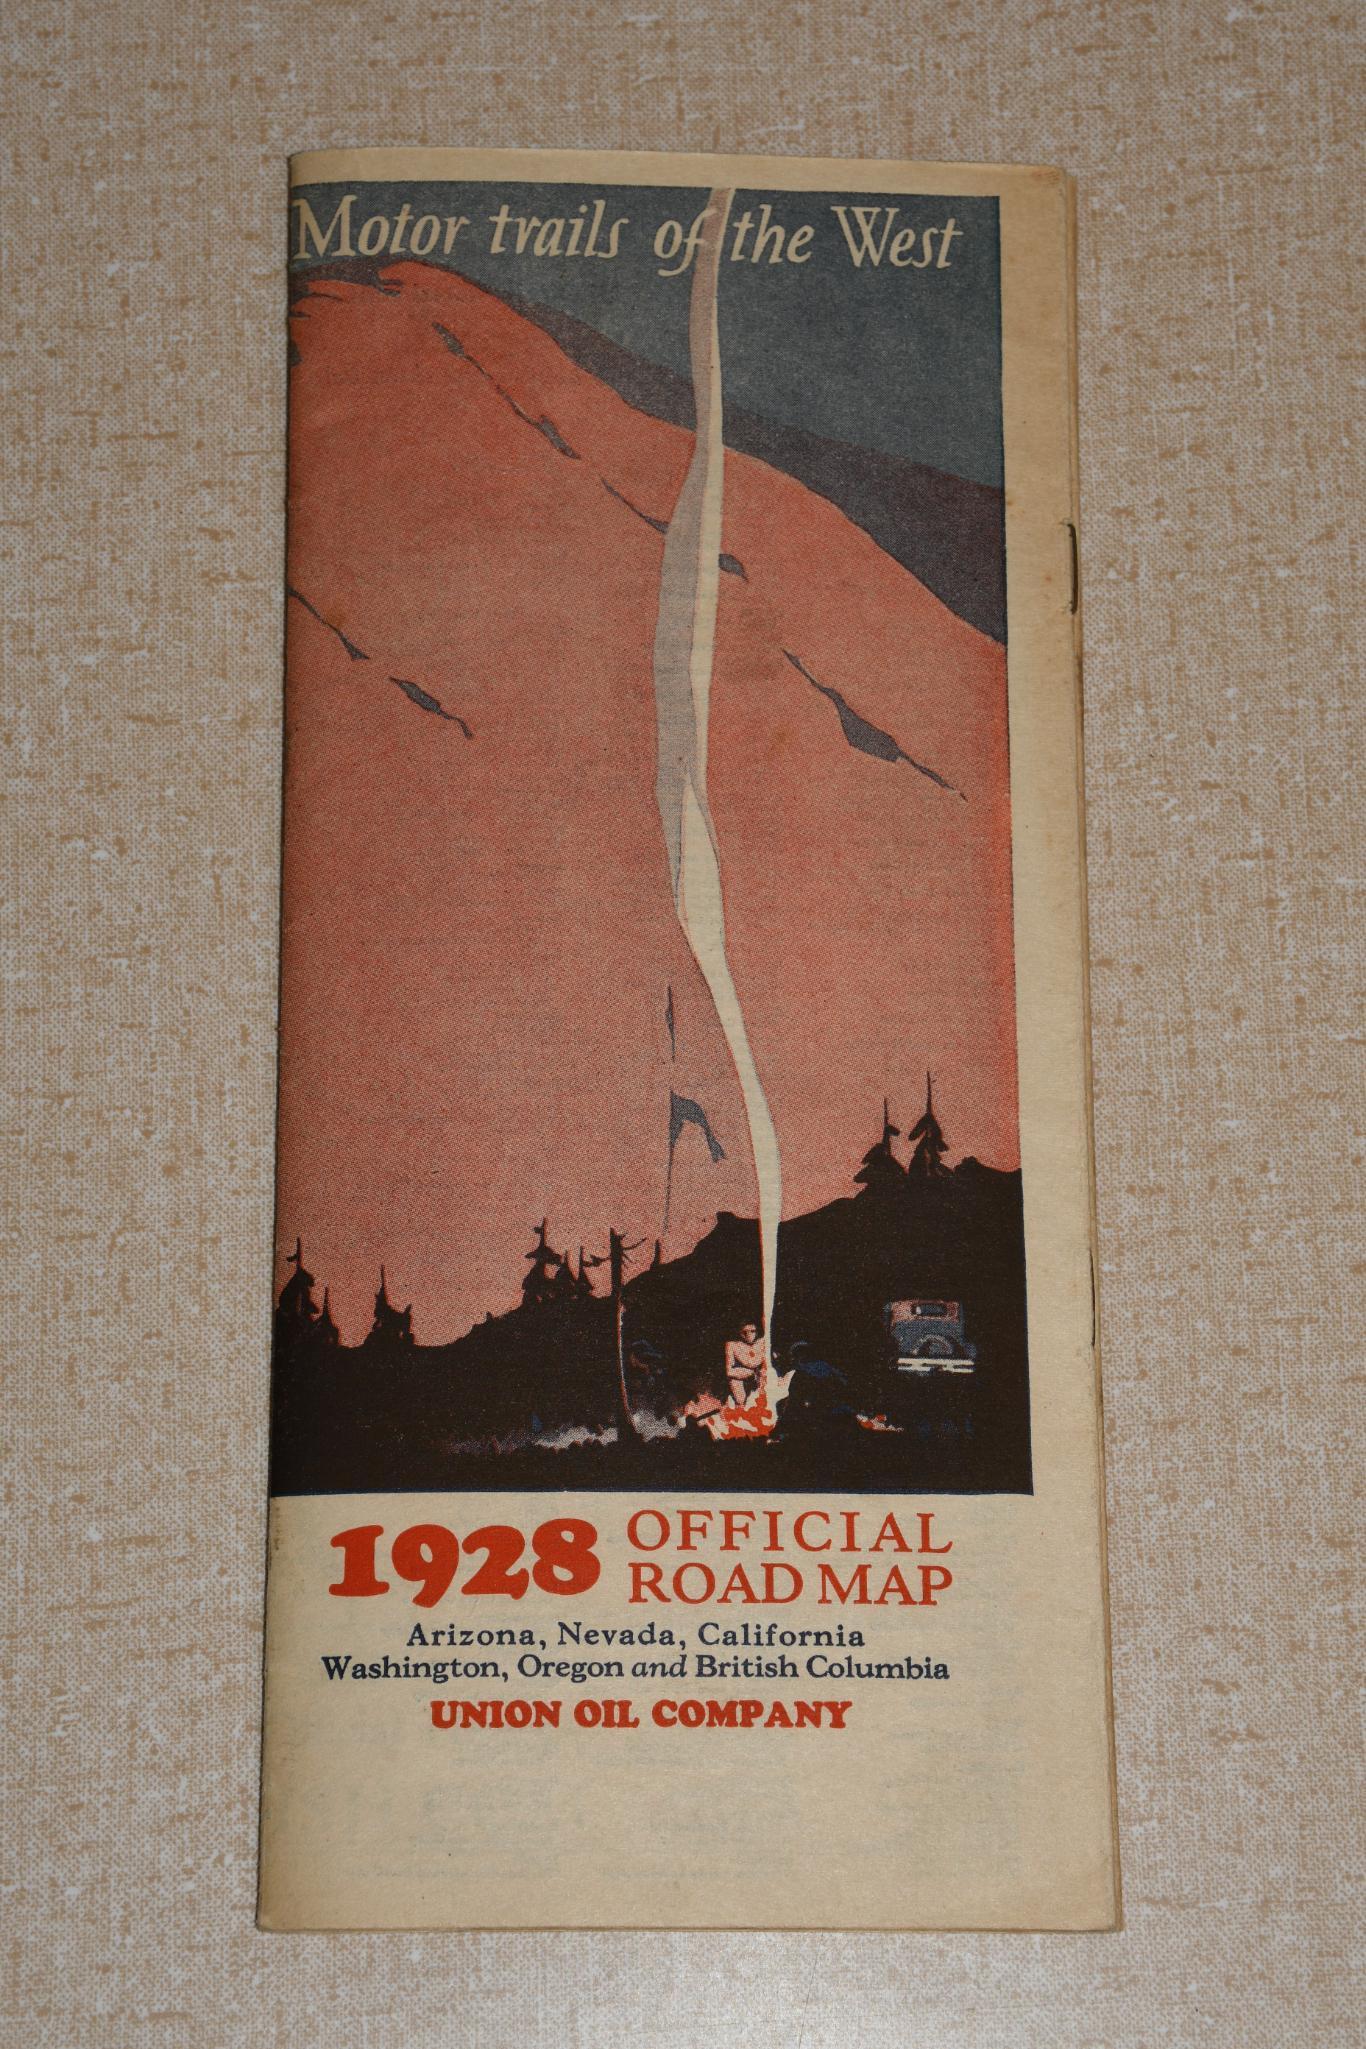 Motor trails of the West
1928 OFFICIAL
ROAD MAP
Arizona, Nevada, California
Washington, Oregon and British Columbia
UNION OIL COMPANY